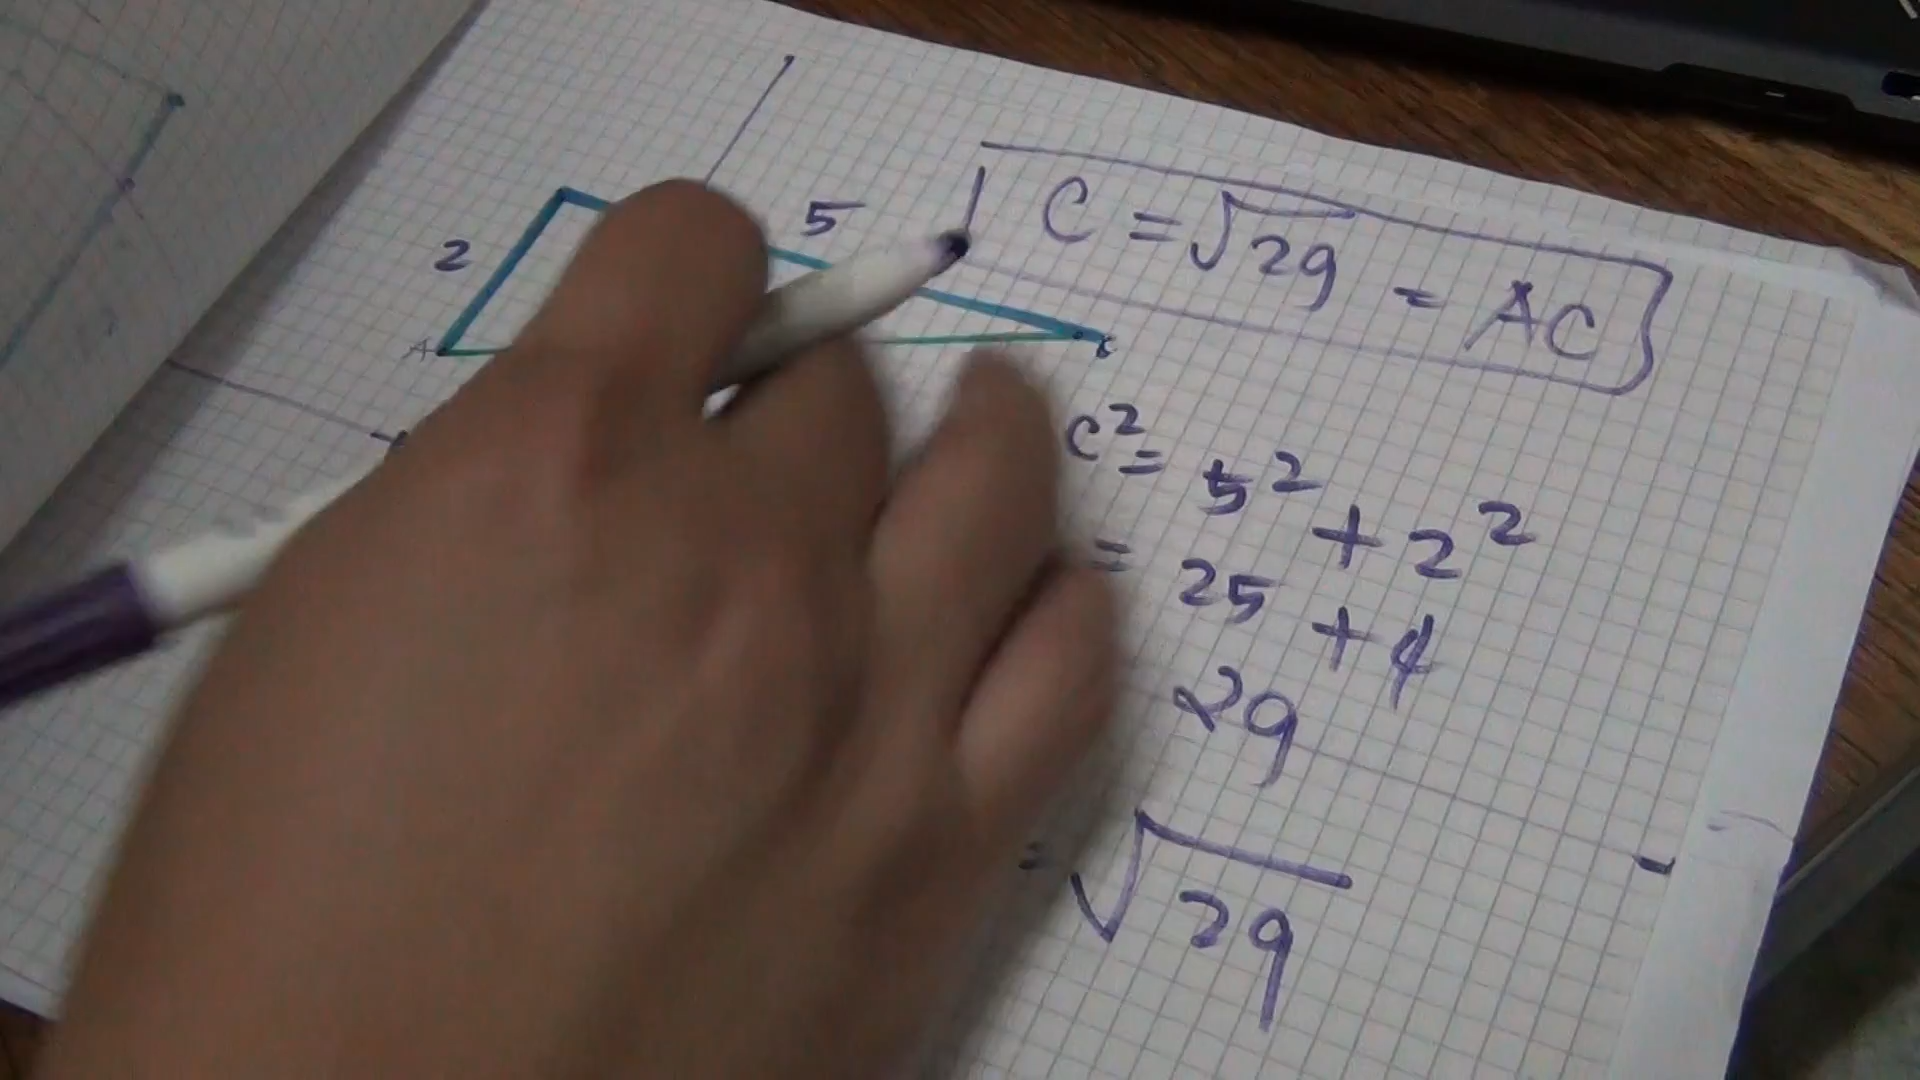 5
2
A
C
C = √29 = AC
c² = 5² + 2²
= 25 + 4
29
= √29